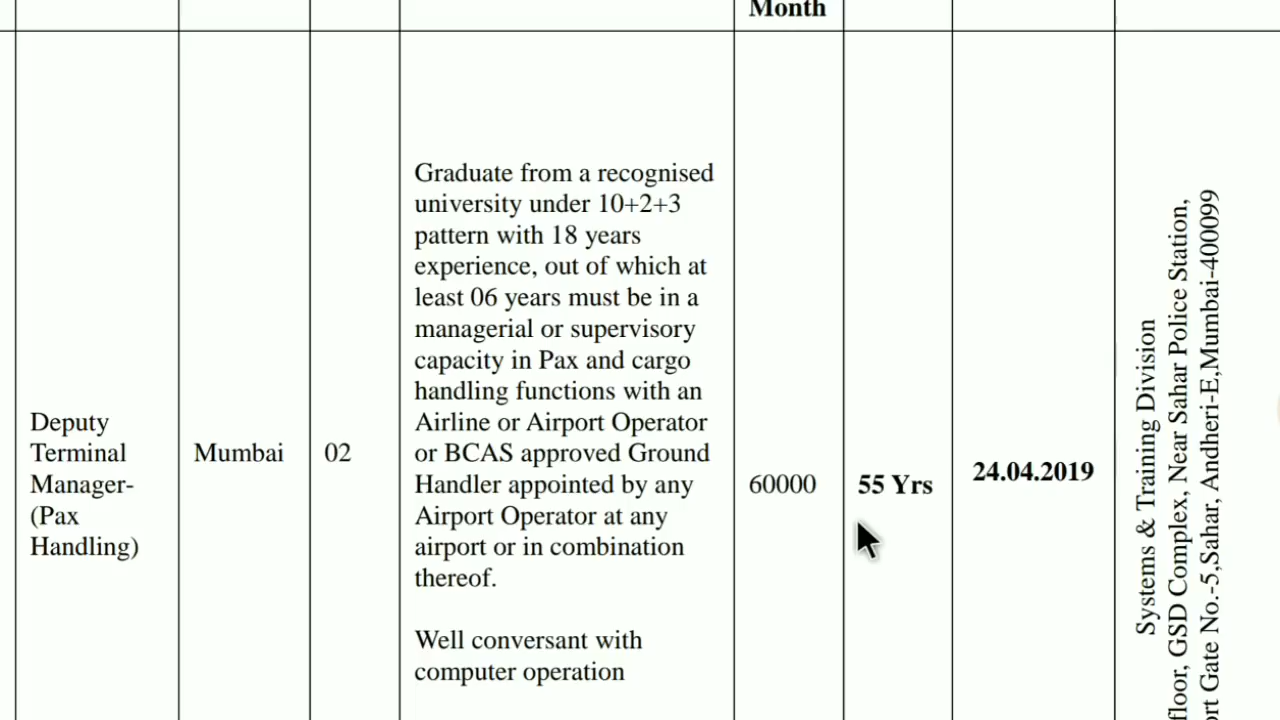 Month
Deputy
Terminal
Manager-
(Pax
Handling)
Mumbai
02
Graduate from a recognised
university under 10+2+3
pattern with 18 years
experience, out of which at
least 06 years must be in a
managerial or supervisory
capacity in Pax and cargo
handling functions with an
Airline or Airport Operator
or BCAS approved Ground
Handler appointed by any
Airport Operator at any
airport or in combination
thereof.
Well conversant with
computer operation
60000
55 Yrs
24.04.2019
Systems & Training Division
floor, GSD Complex, Near Sahar Police Station,
Gate No.-5,Sahar, Andheri-E,Mumbai-400099